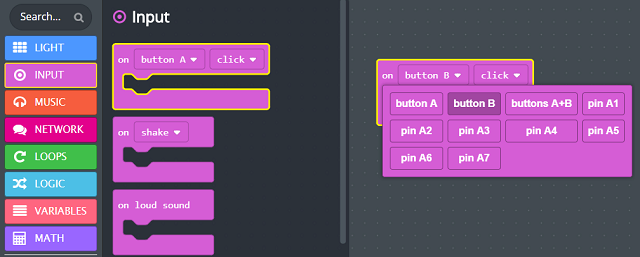 Search...
LIGHT
INPUT
MUSIC
NETWORK
LOOPS
LOGIC
VARIABLES
MATH
Input
on button A click
on shake
on loud sound
on button B click
button A button B buttons A+B pin A1
pin A2 pin A3 pin A4 pin A5
pin A6 pin A7